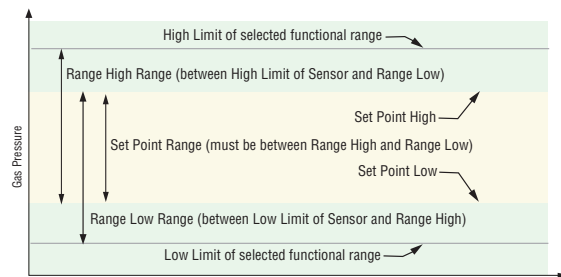 High Limit of selected functional range
Range High Range (between High Limit of Sensor and Range Low)
Set Point High
Set Point Range (must be between Range High and Range Low)
Set Point Low
Range Low Range (between Low Limit of Sensor and Range High)
Low Limit of selected functional range
Gas Pressure